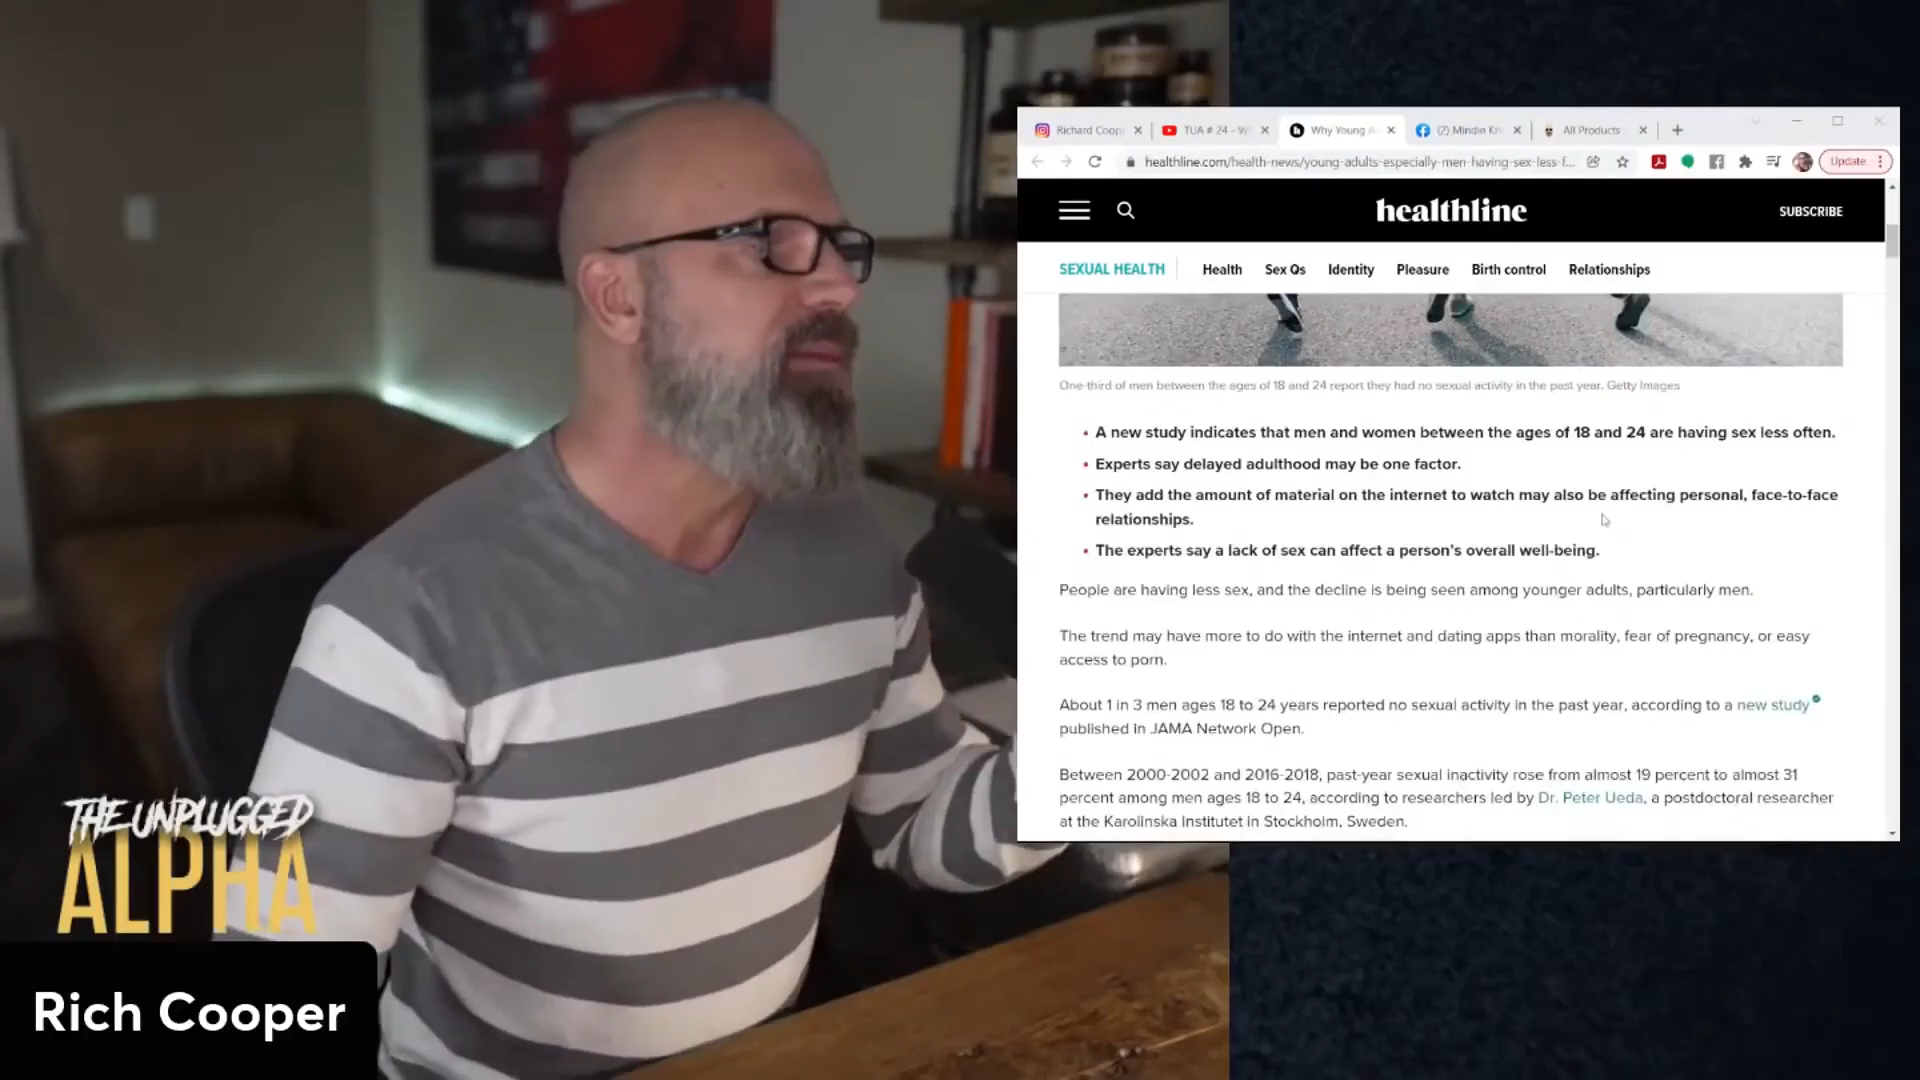 Richard Coop
TUA # 24 - W
Why Young A
(2) Mindie Kn
All Products
healthline.com/health-news/young-adults-especially-men-having-sex-less-f...
Update
healthline
SUBSCRIBE
SEXUAL HEALTH
Health
Sex Qs
Identity
Pleasure
Birth control
Relationships
One-third of men between the ages of 18 and 24 report they had no sexual activity in the past year. Getty Images
A new study indicates that men and women between the ages of 18 and 24 are having sex less often.
Experts say delayed adulthood may be one factor.
They add the amount of material on the internet to watch may also be affecting personal, face-to-face
relationships.
The experts say a lack of sex can affect a person's overall well-being.
People are having less sex, and the decline is being seen among younger adults, particularly men.
The trend may have more to do with the internet and dating apps than morality, fear of pregnancy, or easy
access to porn.
About 1 in 3 men ages 18 to 24 years reported no sexual activity in the past year, according to a new study
published in JAMA Network Open.
Between 2000-2002 and 2016-2018, past-year sexual inactivity rose from almost 19 percent to almost 31
percent among men ages 18 to 24, according to researchers led by Dr. Peter Ueda, a postdoctoral researcher
at the Karolinska Institutet in Stockholm, Sweden.
THE UNPLUGGED
ALPHA
Rich Cooper